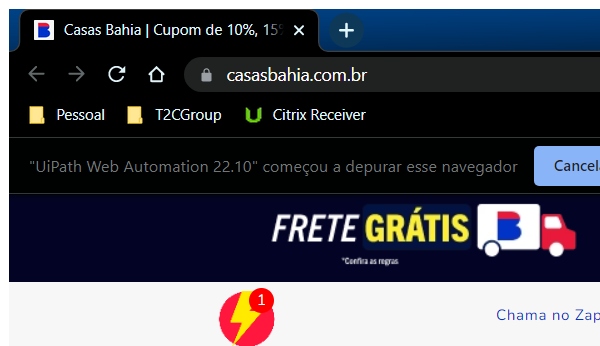 Casas Bahia | Cupom de 10%, 15%
casasbahia.com.br
Pessoal T2CGroup Citrix Receiver
"UiPath Web Automation 22.10" começou a depurar esse navegador Cancela
FRETE GRÁTIS B
*Confira as regras
1
Chama no Zap